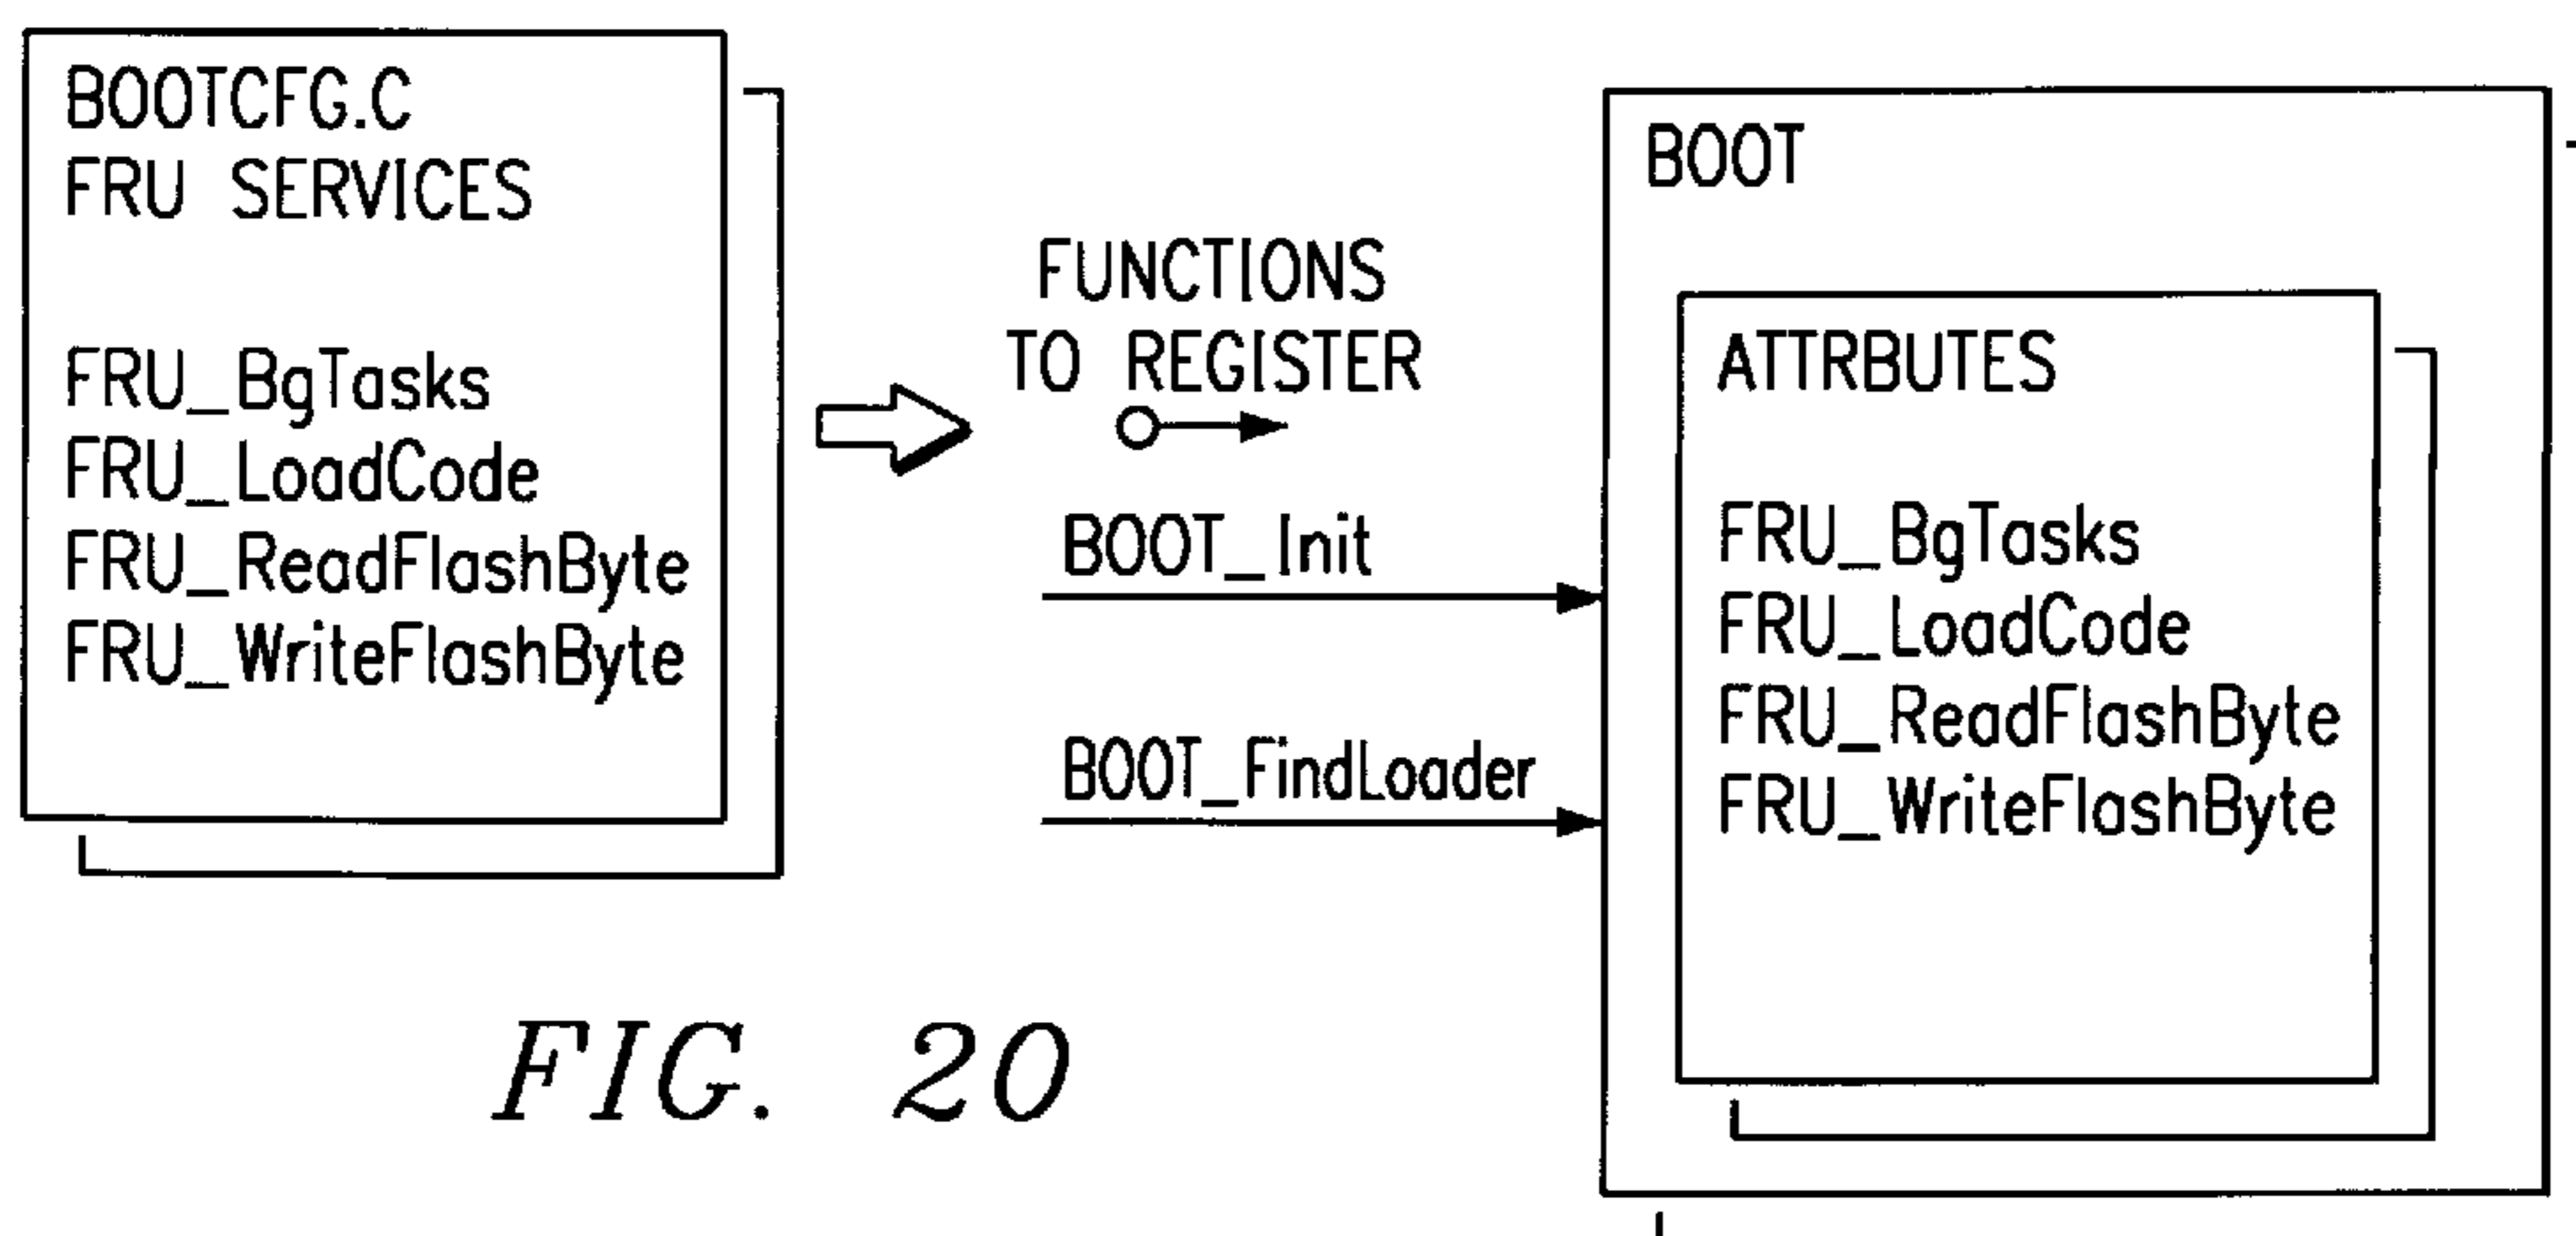 BOOTCFG.C
FRU SERVICES
FRU_BgTasks
FRU_LoadCode
FRU_ReadFlashByte
FRU_WriteFlashByte
FUNCTIONS
TO REGISTER
BOOT_Init
BOOT_FindLoader
BOOT
ATTRBUTES
FRU_BgTasks
FRU_LoadCode
FRU_ReadFlashByte
FRU_WriteFlashByte
FIG. 20